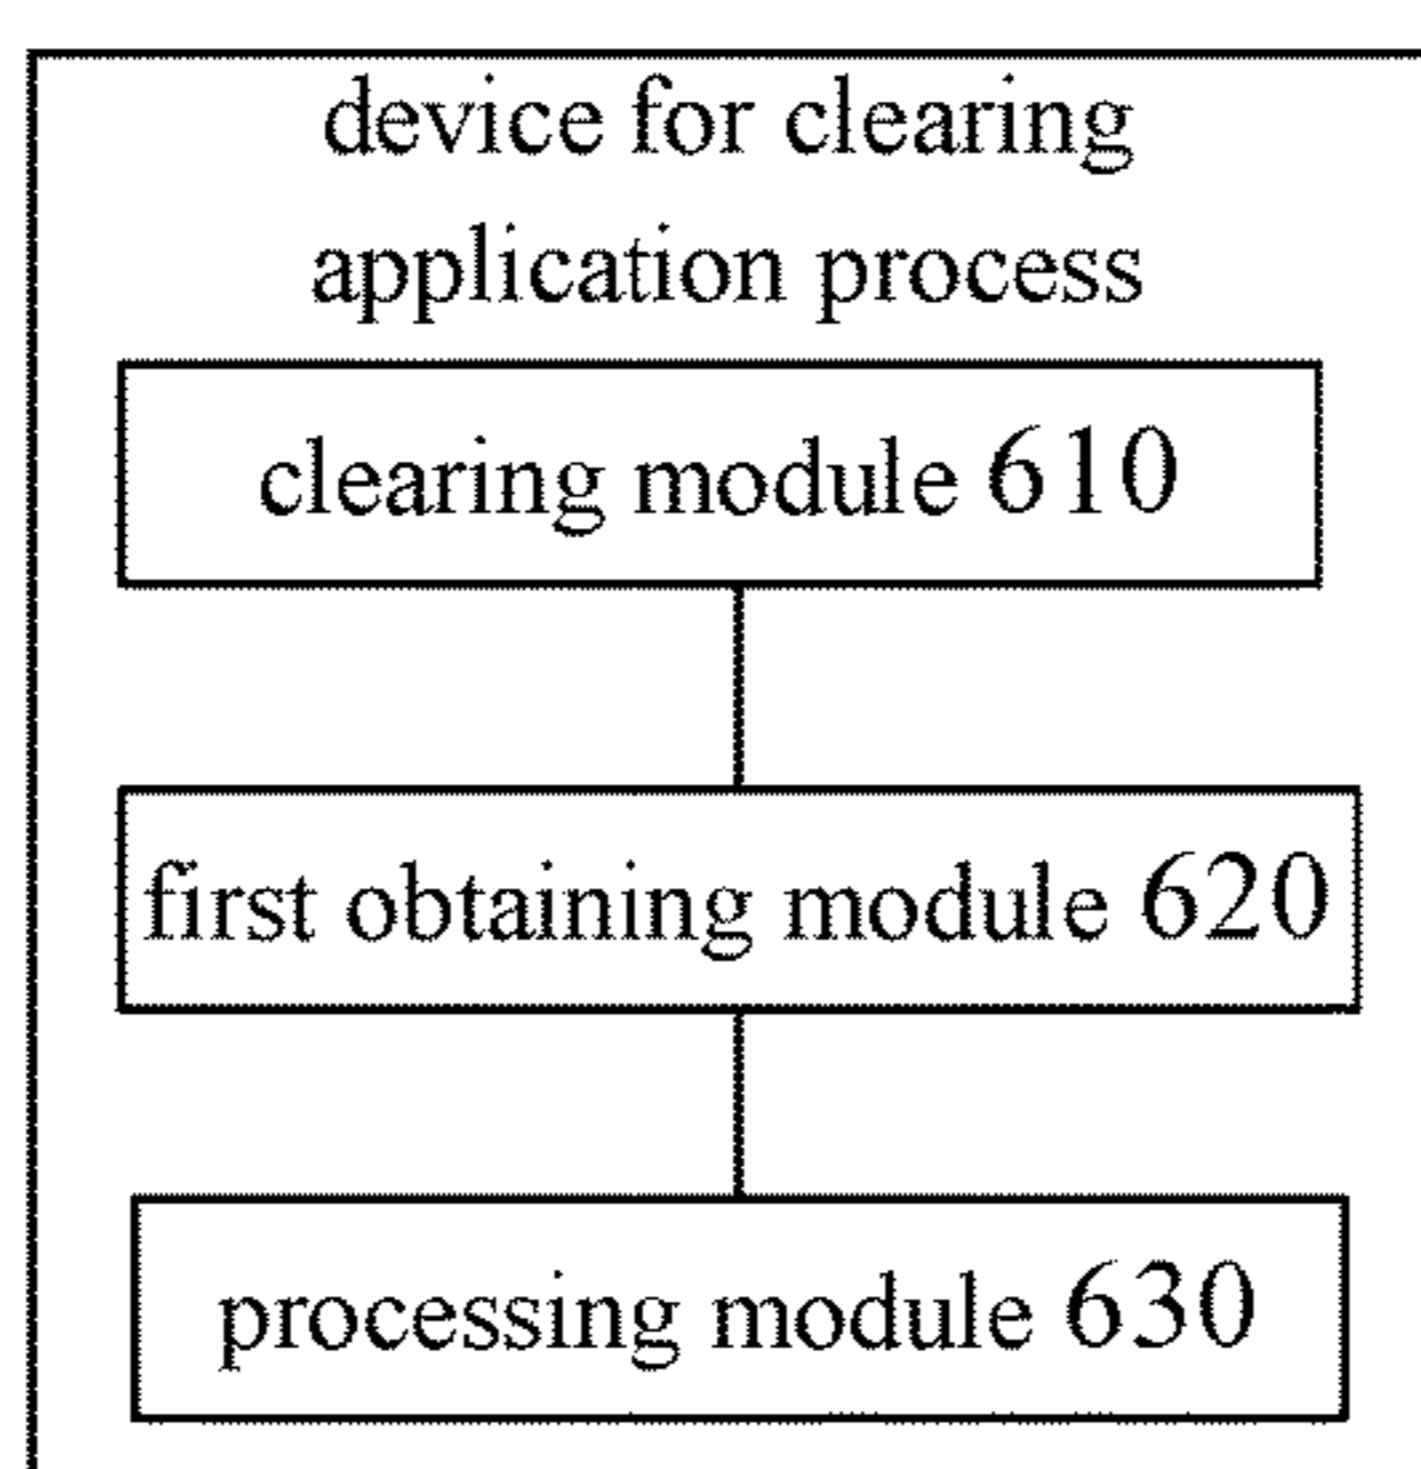 device for clearing
application process
clearing module 610
first obtaining module 620
processing module 630